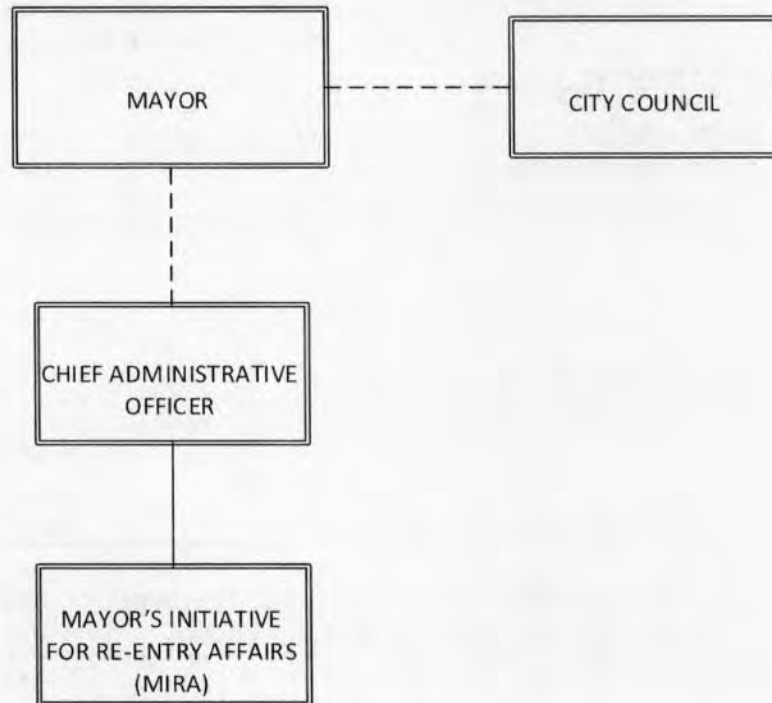 MAYOR
CITY COUNCIL
CHIEF ADMINISTRATIVE
OFFICER
MAYOR'S INITIATIVE
FOR RE-ENTRY AFFAIRS
(MIRA)